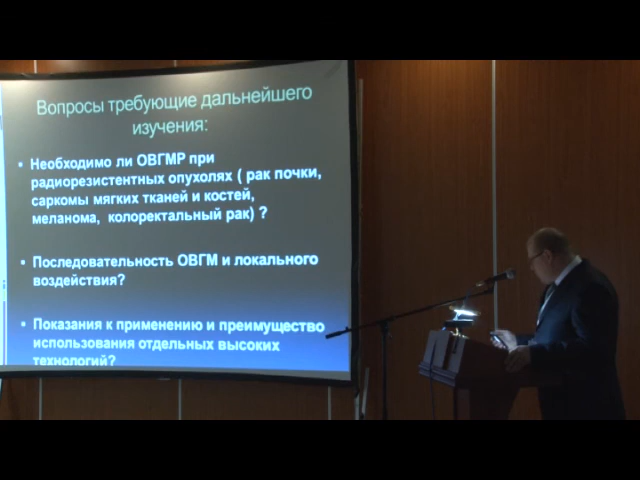 Вопросы требующие дальнейшего
изучения:
• Необходимо ли ОВГМР при
радиорезистентных опухолях ( рак почки,
саркомы мягких тканей и костей,
меланома, колоректальный рак) ?
• Последовательность ОВГМ и локального
воздействия?
• Показания к применению и преимущество
использования отдельных высоких
технологий?